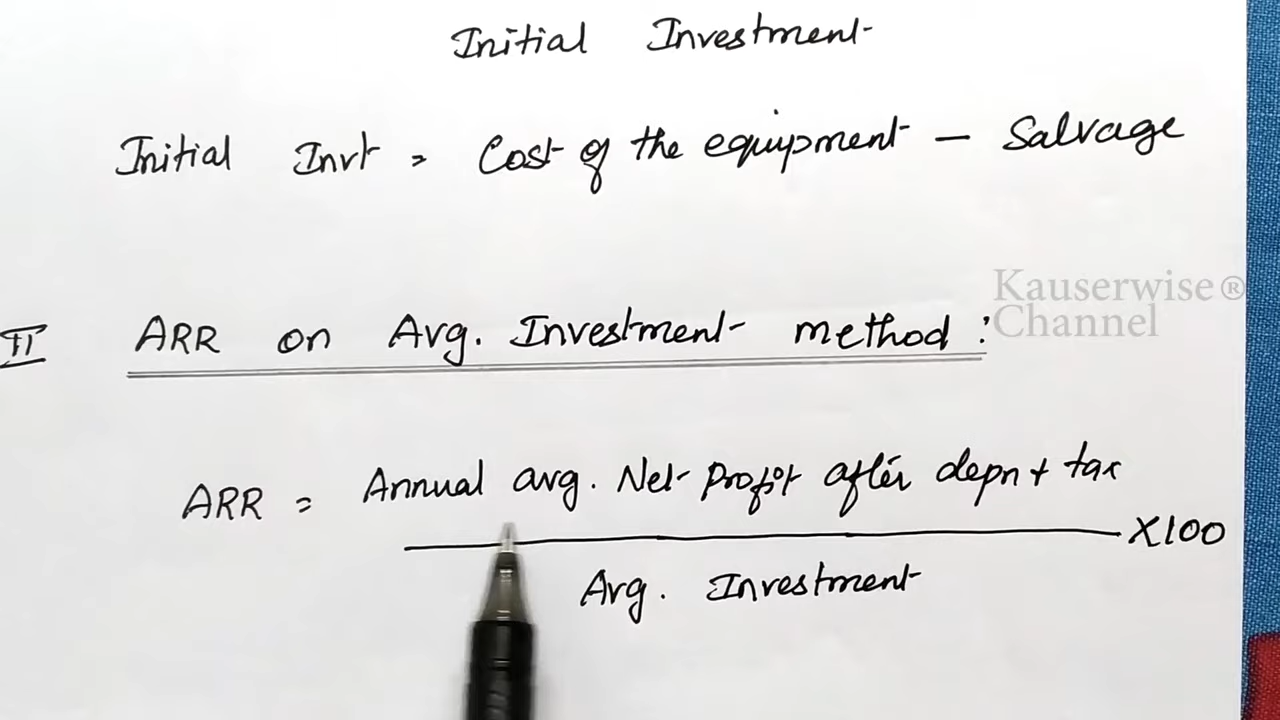 Initial Investment
Initial Invt = Cost of the equipment - Salvage
Kauserwise®
Channel
II ARR on Avg. Investment method :
ARR = Annual avg. Net Profit after depn & tax
X100
Avg. Investment